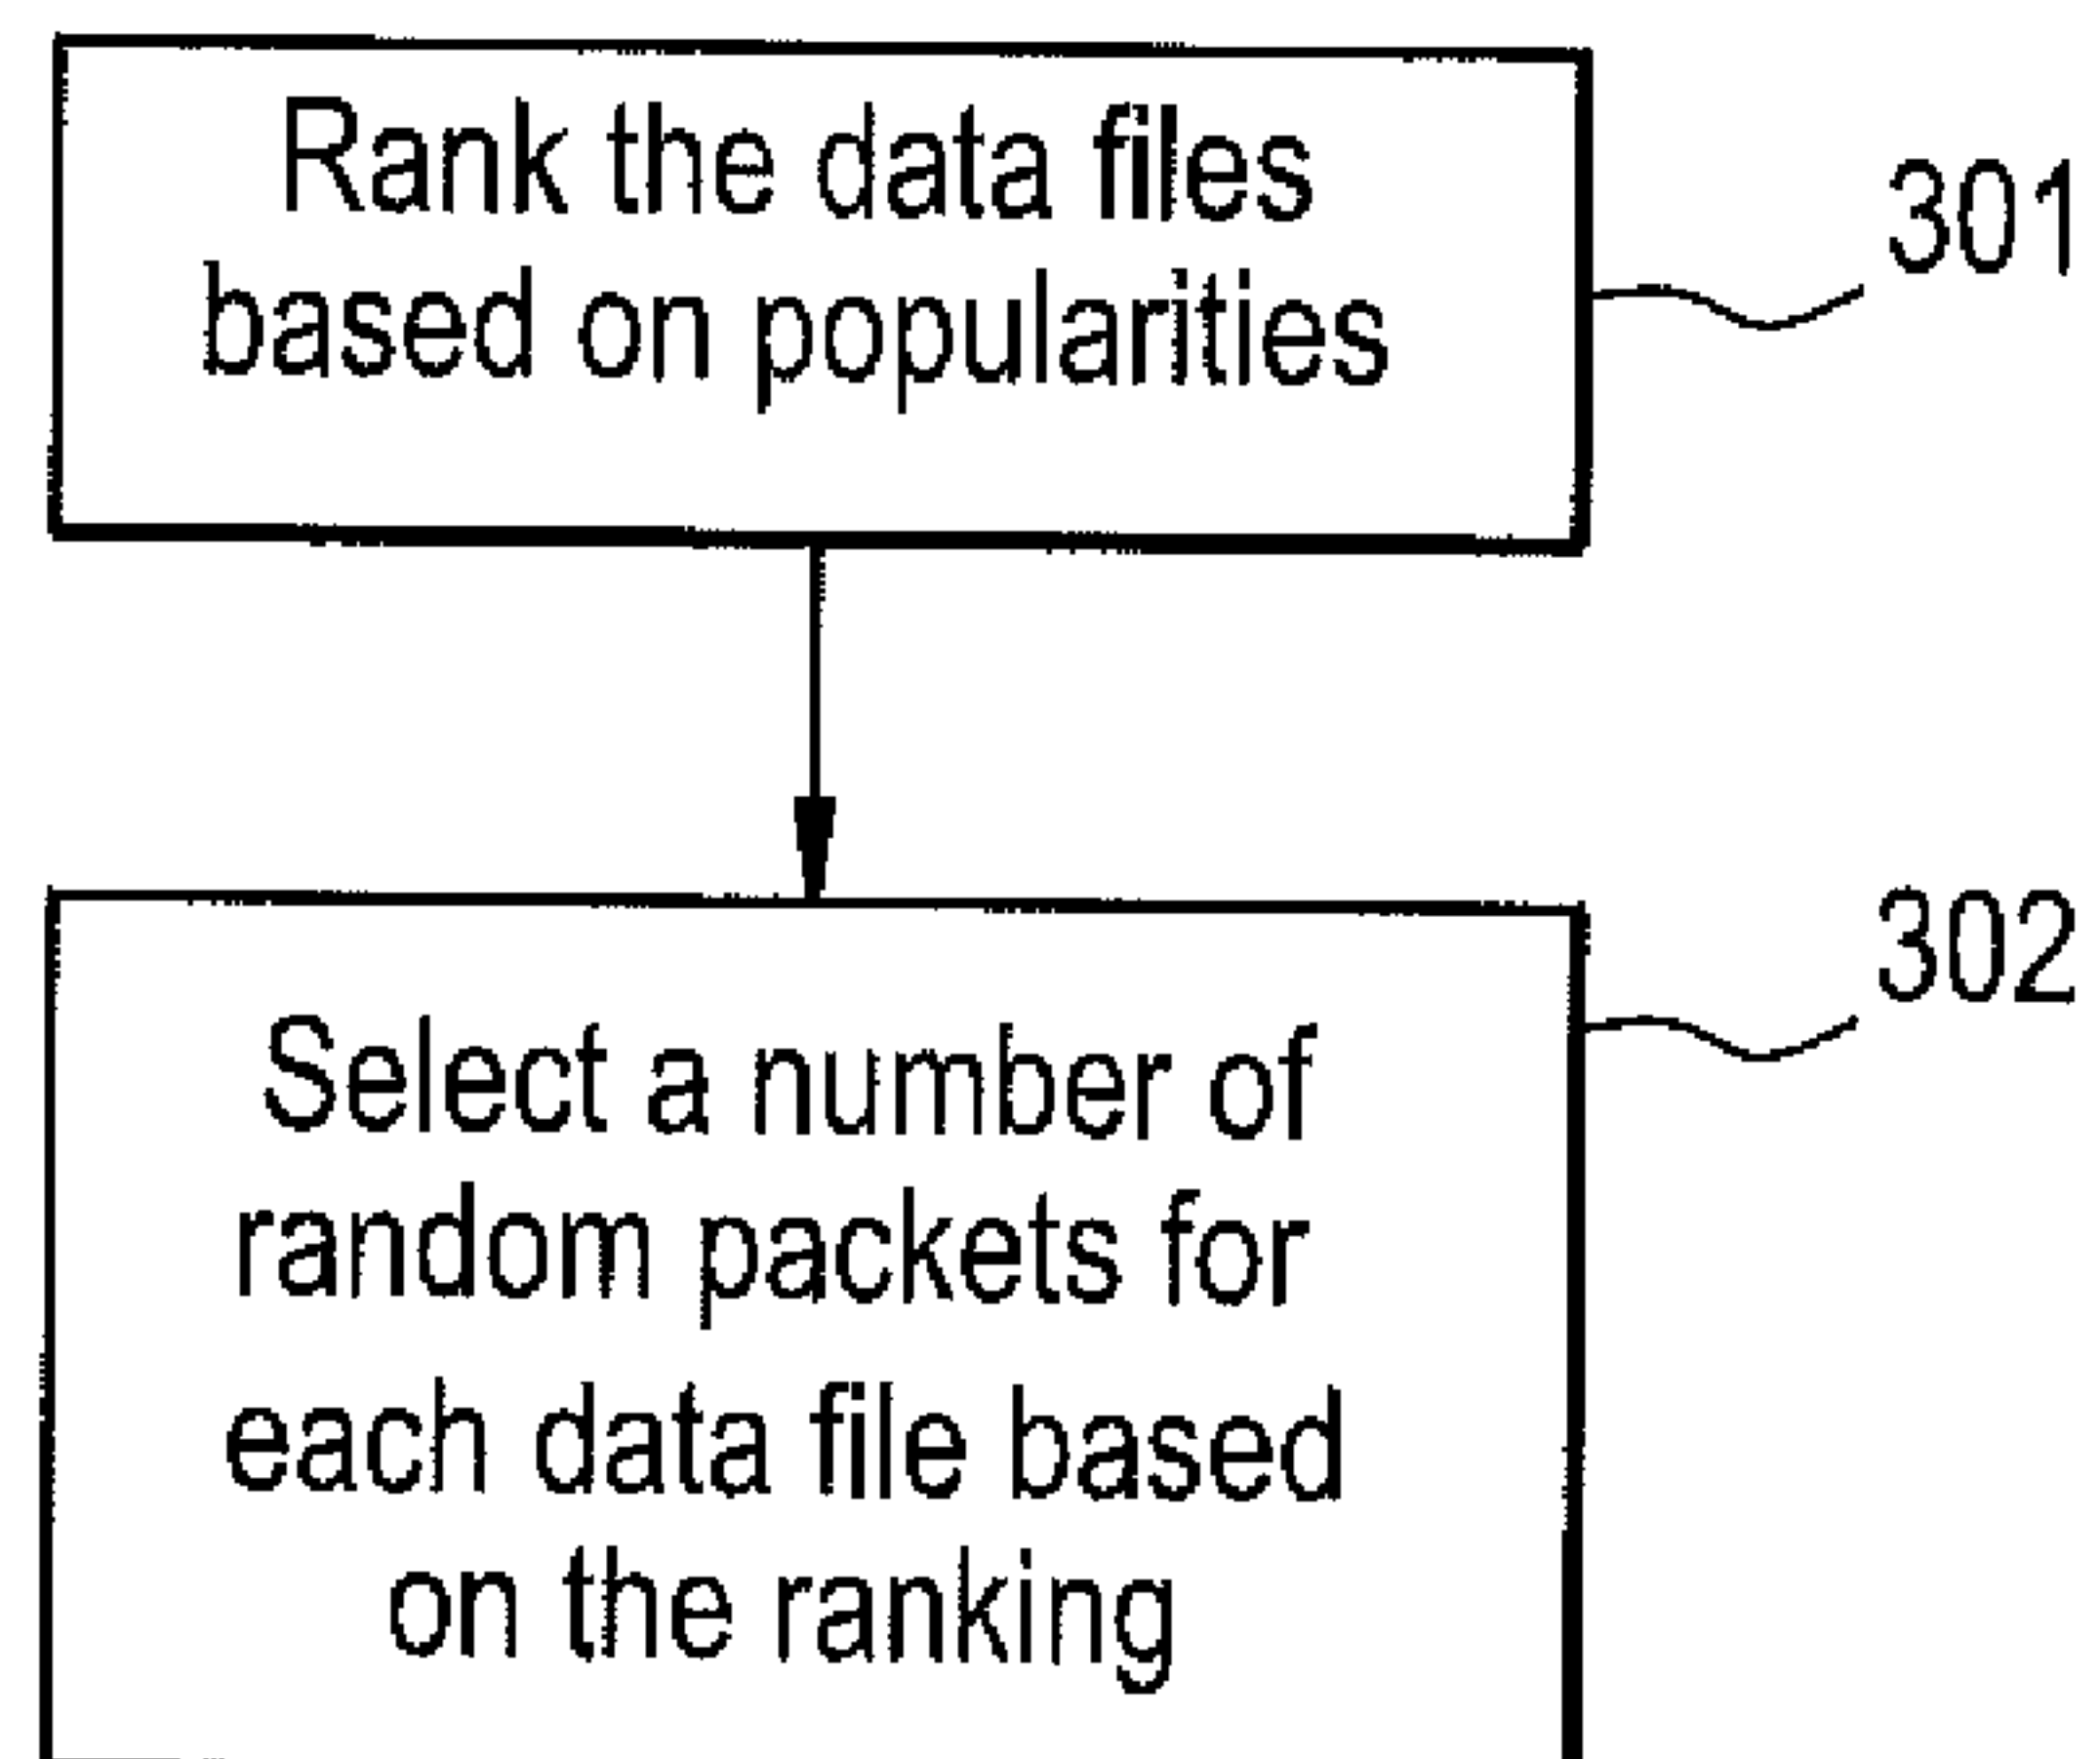 Rank the data files
based on popularities
301
302
Select a number of
random packets for
each data file based
on the ranking